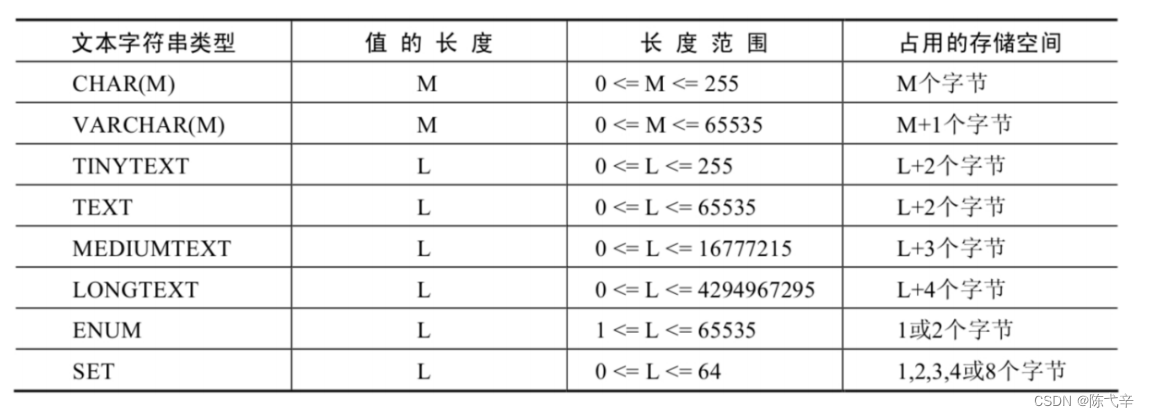 文本字符串类型 值的长度 长度范围 占用的存储空间
CHAR(M) M 0 <= M <= 255 M个字节
VARCHAR(M) M 0 <= M <= 65535 M+1个字节
TINYTEXT L 0 <= L <= 255 L+2个字节
TEXT L 0 <= L <= 65535 L+2个字节
MEDIUMTEXT L 0 <= L <= 16777215 L+3个字节
LONGTEXT L 0 <= L <= 4294967295 L+4个字节
ENUM L 1 <= L <= 65535 1或2个字节
SET L 0 <= L <= 64 1,2,3,4或8个字节
CSDN @陈弋辛